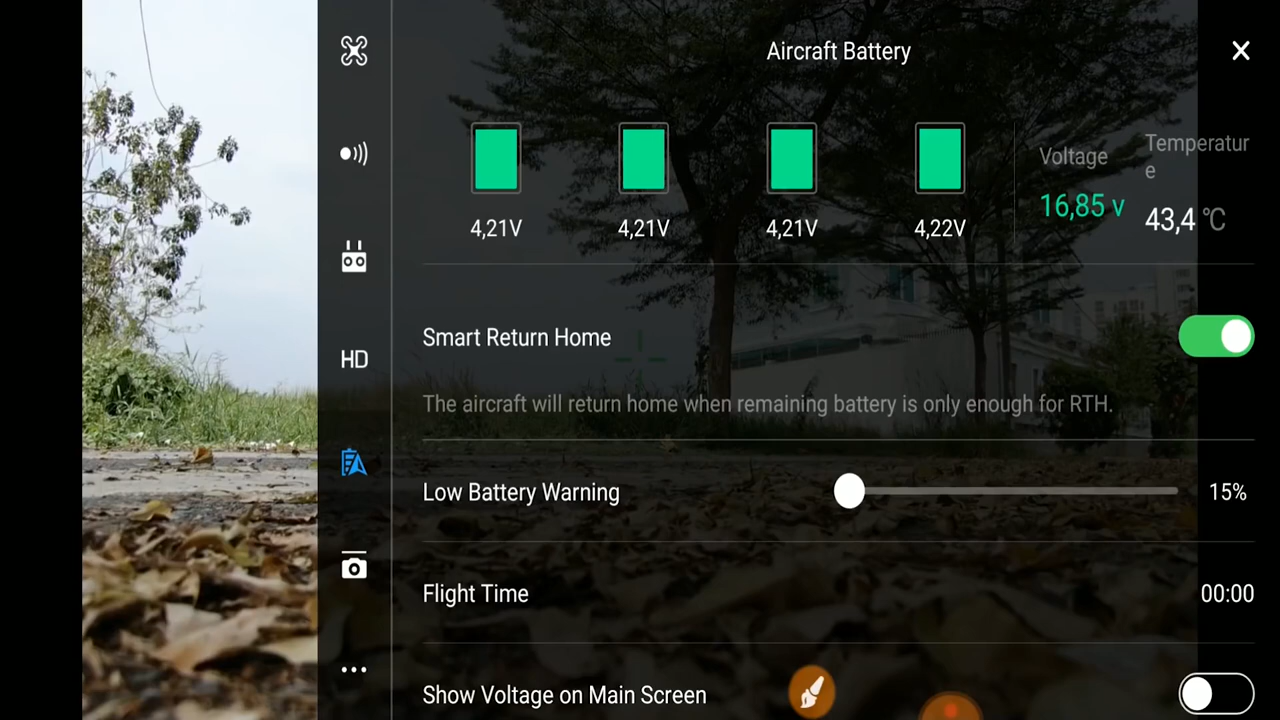 Aircraft Battery
4,21V
4,21V
4,21V
4,22V
Voltage
16,85 v
Temperatur
e
43,4 °C
Smart Return Home
HD
The aircraft will return home when remaining battery is only enough for RTH.
Low Battery Warning
15%
Flight Time
00:00
Show Voltage on Main Screen